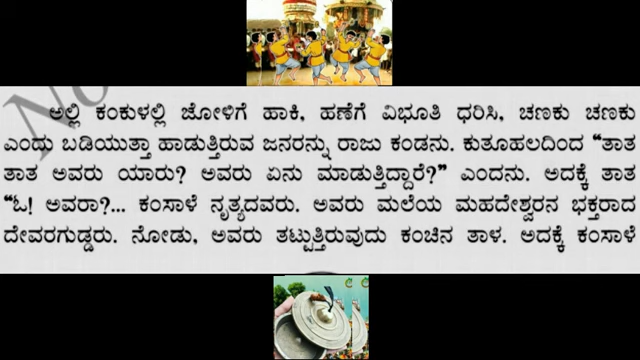 ಅಲ್ಲಿ ಕಂಕುಳಲ್ಲಿ ಜೋಳಿಗೆ ಹಾಕಿ, ಹಣೆಗೆ ವಿಭೂತಿ ಧರಿಸಿ, ಚಣಕು ಚಣಕು
ಎಂದು ಬಡಿಯುತ್ತಾ ಹಾಡುತ್ತಿರುವ ಜನರನ್ನು ರಾಜು ಕಂಡನು. ಕುತೂಹಲದಿಂದ “ತಾತ
ತಾತ ಅವರು ಯಾರು? ಅವರು ಏನು ಮಾಡುತ್ತಿದ್ದಾರೆ?” ಎಂದನು. ಅದಕ್ಕೆ ತಾತ
“ಓ! ಅವರಾ?... ಕಂಸಾಳೆ ನೃತ್ಯದವರು. ಅವರು ಮಲೆಯ ಮಹದೇಶ್ವರನ ಭಕ್ತರಾದ
ದೇವರಗುಡ್ಡರು. ನೋಡು, ಅವರು ತಟ್ಟುತ್ತಿರುವುದು ಕಂಚಿನ ತಾಳ. ಅದಕ್ಕೆ ಕಂಸಾಳೆ